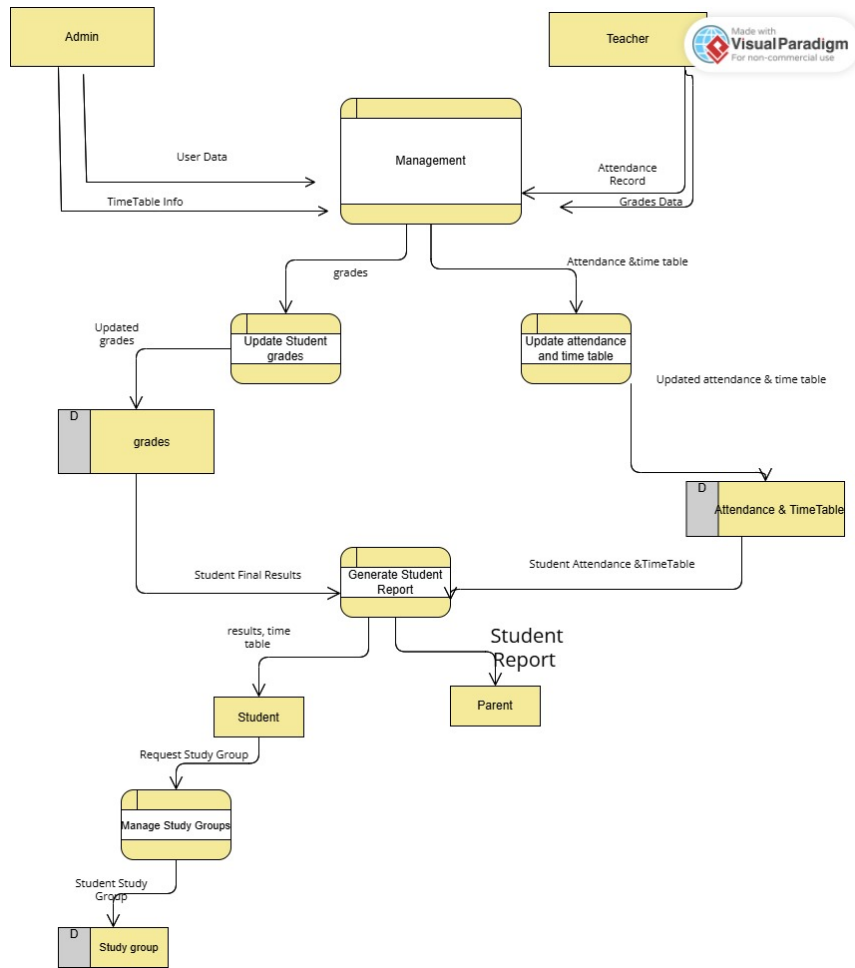 Admin
Teacher
Made with
Visual Paradigm
For non-commercial use
User Data
Management
Attendance
Record
TimeTable Info
Grades Data
grades
Attendance &time table
Updated
grades
Update Student
grades
Update attendance
and time table
Updated attendance & time table
D
grades
D
Attendance & TimeTable
Student Final Results
Generate Student
Report
Student Attendance &TimeTable
results, time
table
Student
Report
Student
Parent
Request Study Group
Manage Study Groups
Student Study
Group
D
Study group